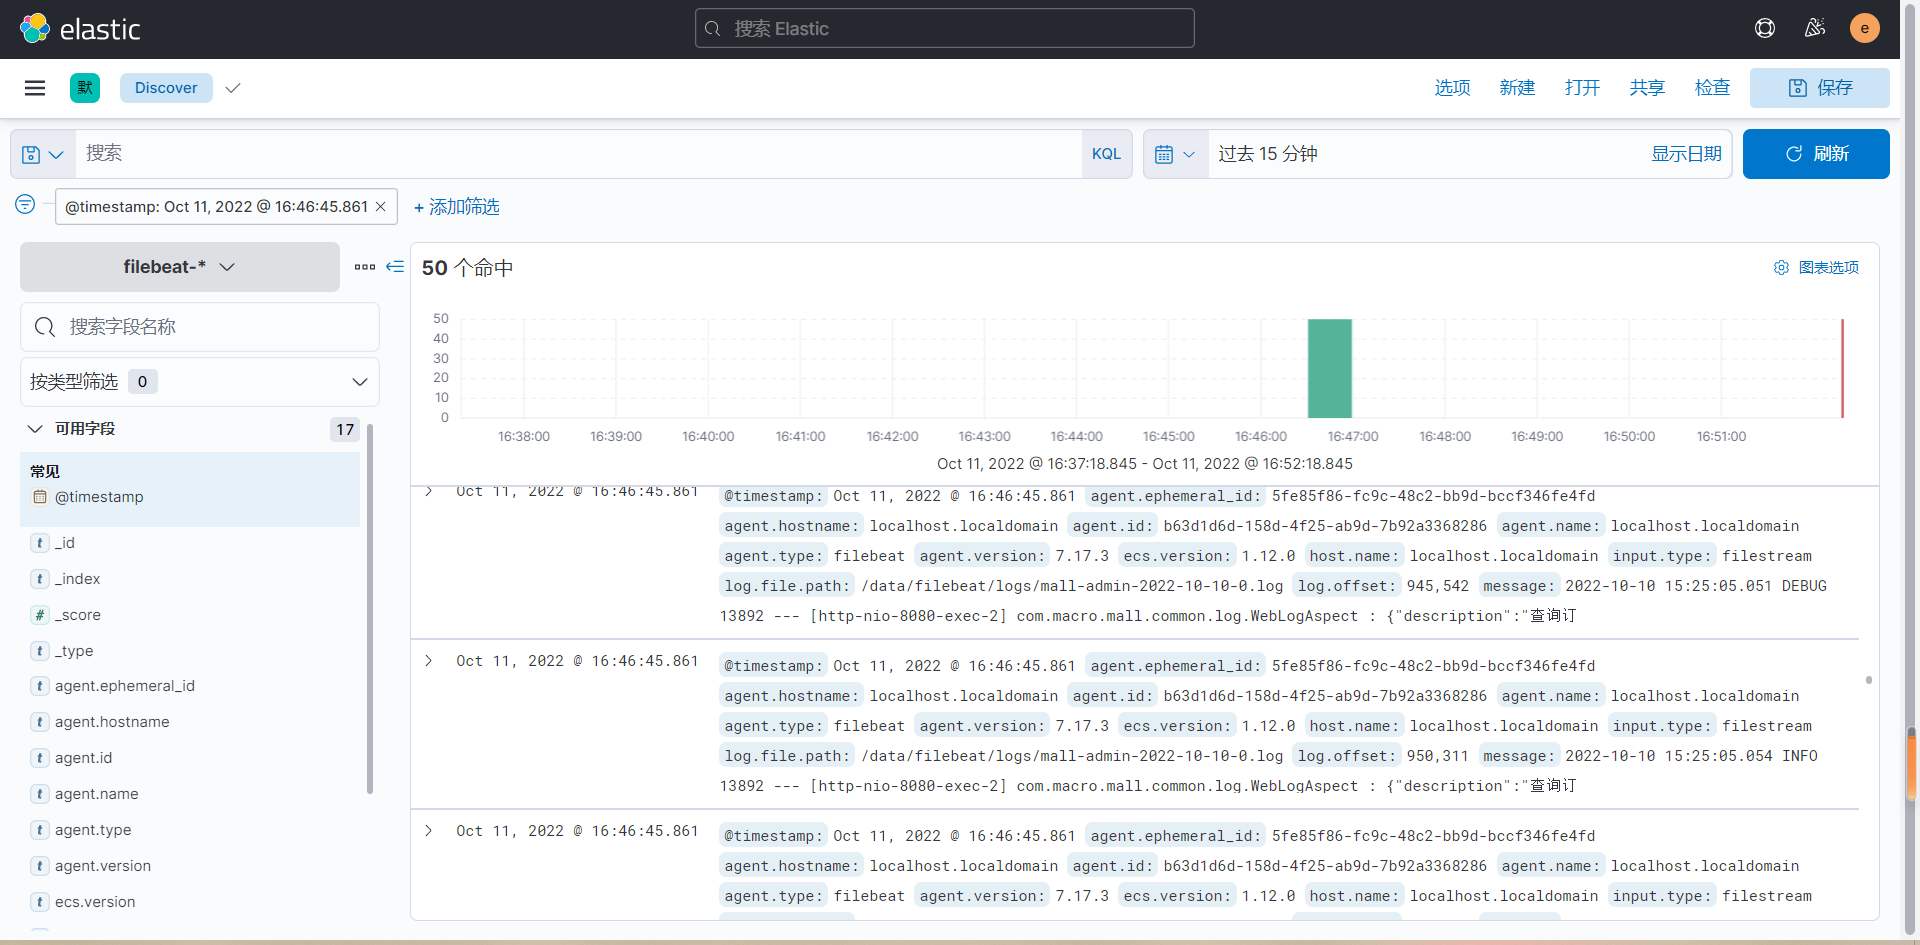 elastic
搜索 Elastic
e
默
Discover
选项 新建 打开 共享 检查 保存
搜索
KQL
过去 15 分钟
显示日期
刷新
@timestamp: Oct 11, 2022 @ 16:46:45.861 ×
+ 添加筛选
filebeat-*
搜索字段名称
按类型筛选 0
可用字段 17
常见
@timestamp
t _id
t _index
# _score
t _type
t agent.ephemeral_id
t agent.hostname
t agent.id
t agent.name
t agent.type
t agent.version
t ecs.version
50 个命中
图表选项
50
40
30
20
10
0
16:38:00 16:39:00 16:40:00 16:41:00 16:42:00 16:43:00 16:44:00 16:45:00 16:46:00 16:47:00 16:48:00 16:49:00 16:50:00 16:51:00
Oct 11, 2022 @ 16:37:18.845 - Oct 11, 2022 @ 16:52:18.845
Oct 11, 2022 @ 16:46:45.861
@timestamp: Oct 11, 2022 @ 16:46:45.861 agent.ephemeral_id: 5fe85f86-fc9c-48c2-bb9d-bccf346fe4fd
agent.hostname: localhost.localdomain agent.id: b63d1d6d-158d-4f25-ab9d-7b92a3368286 agent.name: localhost.localdomain
agent.type: filebeat agent.version: 7.17.3 ecs.version: 1.12.0 host.name: localhost.localdomain input.type: filestream
log.file.path: /data/filebeat/logs/mall-admin-2022-10-10-0.log log.offset: 945,542 message: 2022-10-10 15:25:05.051 DEBUG
13892 --- [http-nio-8080-exec-2] com.macro.mall.common.log.WebLogAspect : {"description":"查询订
Oct 11, 2022 @ 16:46:45.861
@timestamp: Oct 11, 2022 @ 16:46:45.861 agent.ephemeral_id: 5fe85f86-fc9c-48c2-bb9d-bccf346fe4fd
agent.hostname: localhost.localdomain agent.id: b63d1d6d-158d-4f25-ab9d-7b92a3368286 agent.name: localhost.localdomain
agent.type: filebeat agent.version: 7.17.3 ecs.version: 1.12.0 host.name: localhost.localdomain input.type: filestream
log.file.path: /data/filebeat/logs/mall-admin-2022-10-10-0.log log.offset: 950,311 message: 2022-10-10 15:25:05.054 INFO
13892 --- [http-nio-8080-exec-2] com.macro.mall.common.log.WebLogAspect : {"description":"查询订
Oct 11, 2022 @ 16:46:45.861
@timestamp: Oct 11, 2022 @ 16:46:45.861 agent.ephemeral_id: 5fe85f86-fc9c-48c2-bb9d-bccf346fe4fd
agent.hostname: localhost.localdomain agent.id: b63d1d6d-158d-4f25-ab9d-7b92a3368286 agent.name: localhost.localdomain
agent.type: filebeat agent.version: 7.17.3 ecs.version: 1.12.0 host.name: localhost.localdomain input.type: filestream